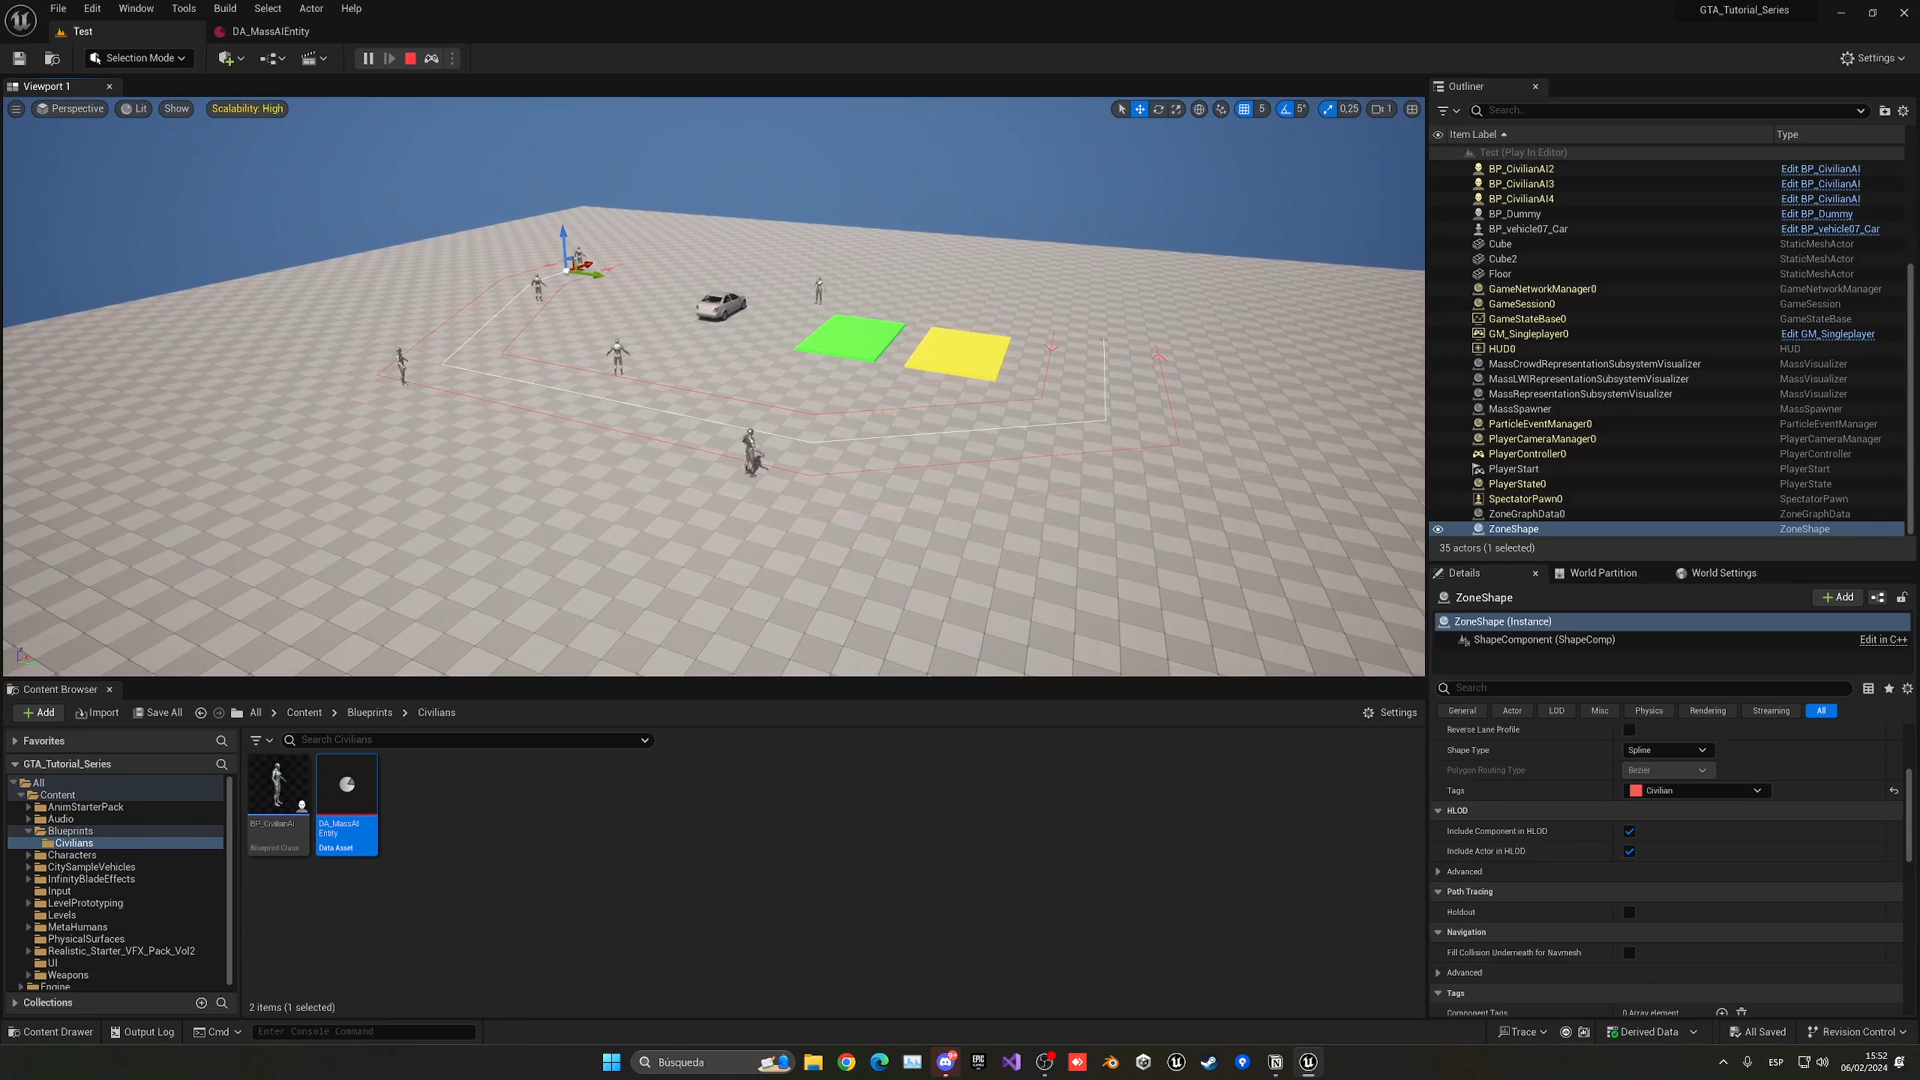 File Edit Window Tools Build Select Actor Help
GTA_Tutorial_Series
Test
DA_MassAIEntity
Selection Mode
Settings
Viewport 1
Perspective Lit Show Scalability: High
5 5° 0,25 1
Outliner
Search...
Item Label Type
Test (Play In Editor)
BP_CivilianAI2 Edit BP_CivilianAI
BP_CivilianAI3 Edit BP_CivilianAI
BP_CivilianAI4 Edit BP_CivilianAI
BP_Dummy Edit BP_Dummy
BP_vehicle07_Car Edit BP_vehicle07_Car
Cube StaticMeshActor
Cube2 StaticMeshActor
Floor StaticMeshActor
GameNetworkManager0 GameNetworkManager
GameSession0 GameSession
GameStateBase0 GameStateBase
GM_Singleplayer0 Edit GM_Singleplayer
HUD0 HUD
MassCrowdRepresentationSubsystemVisualizer MassVisualizer
MassLWIRepresentationSubsystemVisualizer MassVisualizer
MassRepresentationSubsystemVisualizer MassVisualizer
MassSpawner MassSpawner
ParticleEventManager0 ParticleEventManager
PlayerCameraManager0 PlayerCameraManager
PlayerController0 PlayerController
PlayerStart PlayerStart
PlayerState0 PlayerState
SpectatorPawn0 SpectatorPawn
ZoneGraphData0 ZoneGraphData
ZoneShape ZoneShape
35 actors (1 selected)
Details World Partition World Settings
ZoneShape
Add
ZoneShape (Instance)
ShapeComponent (ShapeComp) Edit in C++
Search
General Actor LOD Misc Physics Rendering Streaming All
Reverse Lane Profile
Shape Type Spline
Polygon Routing Type Bezier
Tags Civilian
HLOD
Include Component in HLOD
Include Actor in HLOD
Advanced
Path Tracing
Holdout
Navigation
Fill Collision Underneath for Navmesh
Advanced
Tags
Component Tags 0 Array element
Content Browser
Add Import Save All All Content Blueprints Civilians
Settings
Favorites
GTA_Tutorial_Series
All
Content
AnimStarterPack
Audio
Blueprints
Civilians
Characters
CitySampleVehicles
InfinityBladeEffects
Input
LevelPrototyping
Levels
MetaHumans
PhysicalSurfaces
Realistic_Starter_VFX_Pack_Vol2
UI
Weapons
Engine
Collections
Search Civilians
BP_CivilianAI
Blueprint Class
DA_MassAI
Entity
Data Asset
2 items (1 selected)
Content Drawer Output Log Cmd Enter Console Command
Trace Derived Data All Saved Revision Control
Búsqueda
EPIC
GAMES
ESP
15:52
06/02/2024